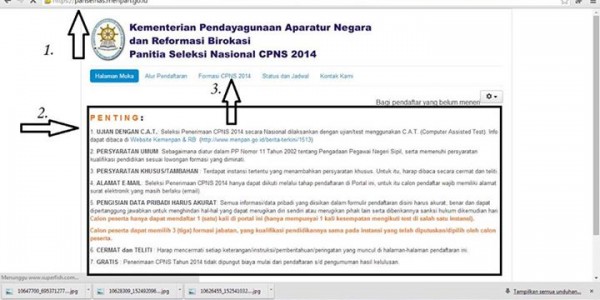 https://panselnas.menpan.go.id
1.
Kementerian Pendayagunaan Aparatur Negara
dan Reformasi Birokasi
Panitia Seleksi Nasional CPNS 2014
Halaman Muka Alur Pendaftaran Formasi CPNS 2014 Status dan Jadwal Kontak Kami
3.
Bagi pendaftar yang belum mener
2.
PENTING:
1. UJIAN DENGAN C.A.T. Seleksi Penerimaan CPNS 2014 secara Nasional dilaksanakan dengan ujian/test menggunakan C.A.T. (Computer Assisted Test). Info
dapat dibaca di Website Kemenpan & RB (http://www.menpan.go.id/berita-terkini/1513)
2. PERSYARATAN UMUM. Sebagaimana diatur dalam PP Nomor 11 Tahun 2002 tentang Pengadaan Pegawai Negeri Sipil, serta memenuhi persyaratan
kualifikasi pendidikan sesuai lowongan formasi yang diminati.
3. PERSYARATAN KHUSUS/TAMBAHAN : Terdapat instansi tertentu yang menambahkan persyaratan khusus. Untuk itu, harap dibaca secara cermat dan teliti
4. ALAMAT E-MAIL. Seleksi Penerimaan CPNS 2014 hanya dapat diikuti melalui tahap pendaftaran di Portal ini, untuk itu calon pendaftar wajib memiliki alamat
surat elektronik yang masih berlaku (email)
5. PENGISIAN DATA PRIBADI HARUS AKURAT. Semua informasi/data pribadi yang diisikan dalam formulir pendaftaran disini harus akurat, benar dan dapat
dipertanggung jawabkan untuk menghindari hal-hal yang dapat merugikan diri sendiri atau merugikan pihak lain serta dibenarkannya sanksi hukum dikemudian hari
Calon peserta hanya dapat mendaftar 1 (satu) kali di portal ini (hanya mempunyai 1 kali kesempatan mengikuti test di salah satu Instansi).
Calon peserta dapat memilih 3 (tiga) formasi jabatan, yang kualifikasi pendidikannya sama pada instansi yang telah diputuskan/dipilih oleh calon
peserta.
6. CERMAT dan TELITI : Harap mencermati setiap keterangan/instruksi/pemberitahuan/peringatan yang muncul di halaman-halaman pendaftaran ini.
7. GRATIS : Penerimaan CPNS Tahun 2014 tidak dipungut biaya mulai dari pendaftaran s/d pengumuman hasil kelulusan.
Menunggu www.superfish.com...
10647700_695371277....jpg 10628309_152492096....jpg 10626455_152541032....jpg Tampilkan semua unduhan...